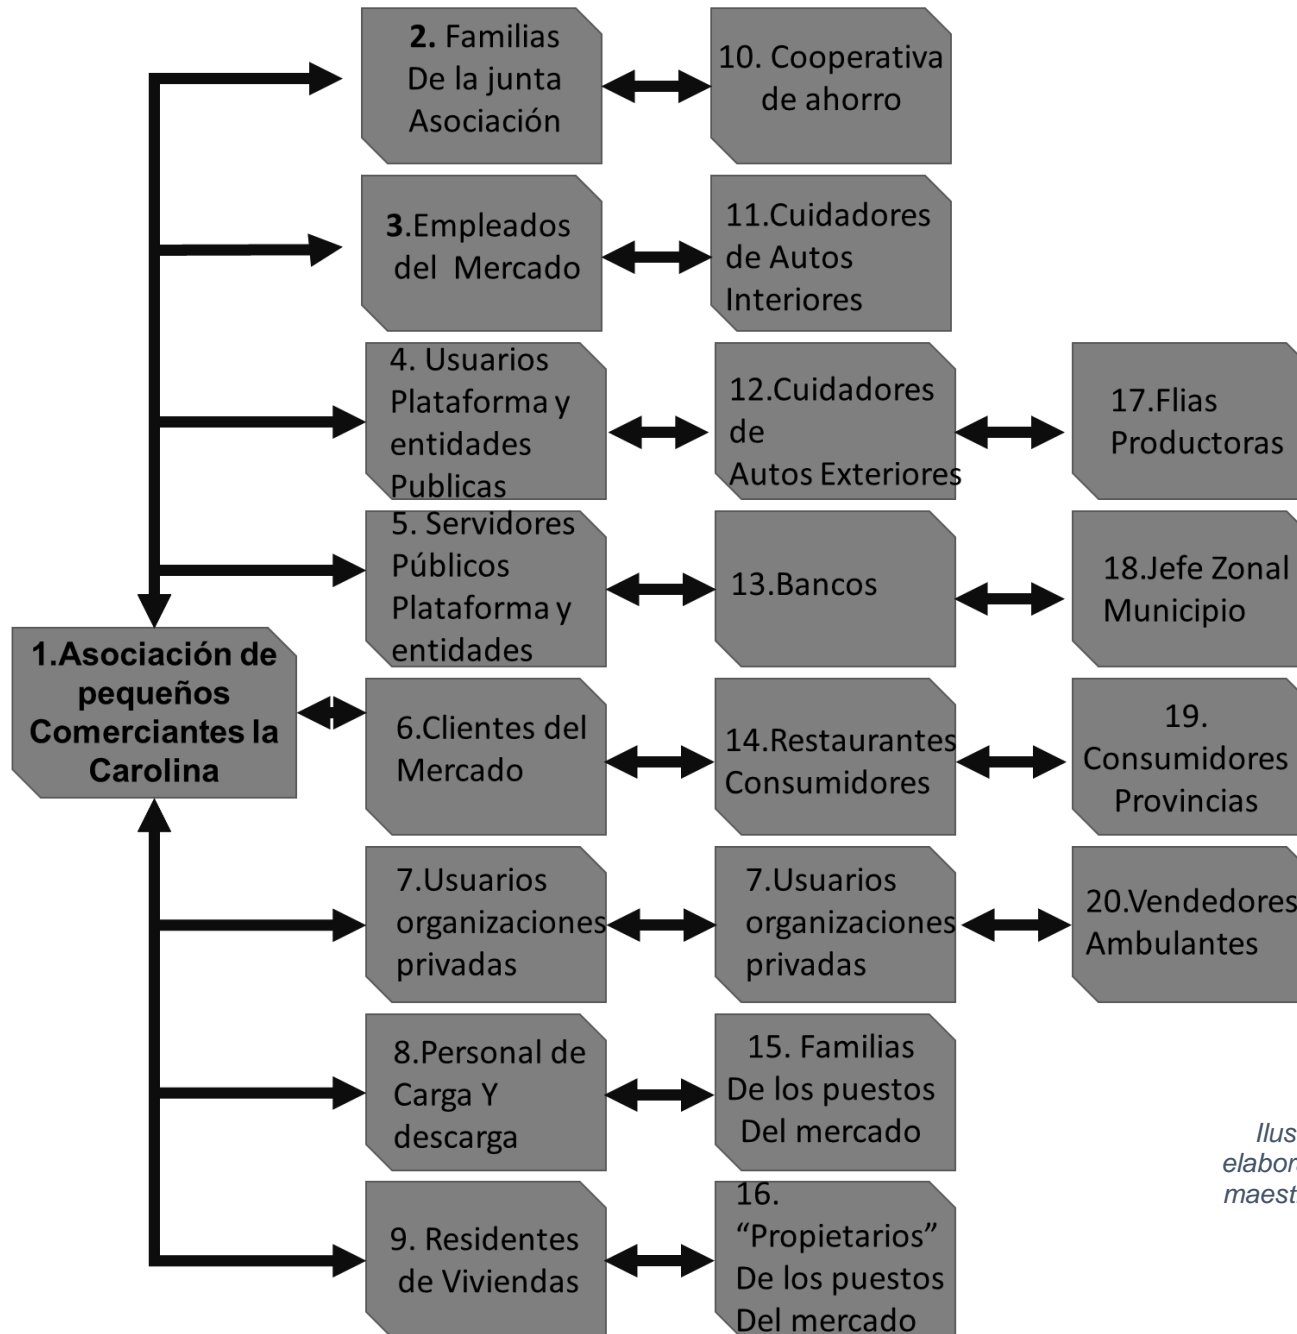 2. Familias
De la junta
Asociación
10. Cooperativa
de ahorro
3.Empleados
del Mercado
11.Cuidadores
de Autos
Interiores
4. Usuarios
Plataforma y
entidades
Publicas
12.Cuidadores
de
Autos Exteriores
17.Flias
Productoras
5. Servidores
Públicos
Plataforma y
entidades
13.Bancos
18.Jefe Zonal
Municipio
1.Asociación de
pequeños
Comerciantes la
Carolina
6.Clientes del
Mercado
14.Restaurantes
Consumidores
19.
Consumidores
Provincias
7.Usuarios
organizaciones
privadas
7.Usuarios
organizaciones
privadas
20.Vendedores
Ambulantes
8.Personal de
Carga Y
descarga
15. Familias
De los puestos
Del mercado
9. Residentes
de Viviendas
16.
“Propietarios”
De los puestos
Del mercado